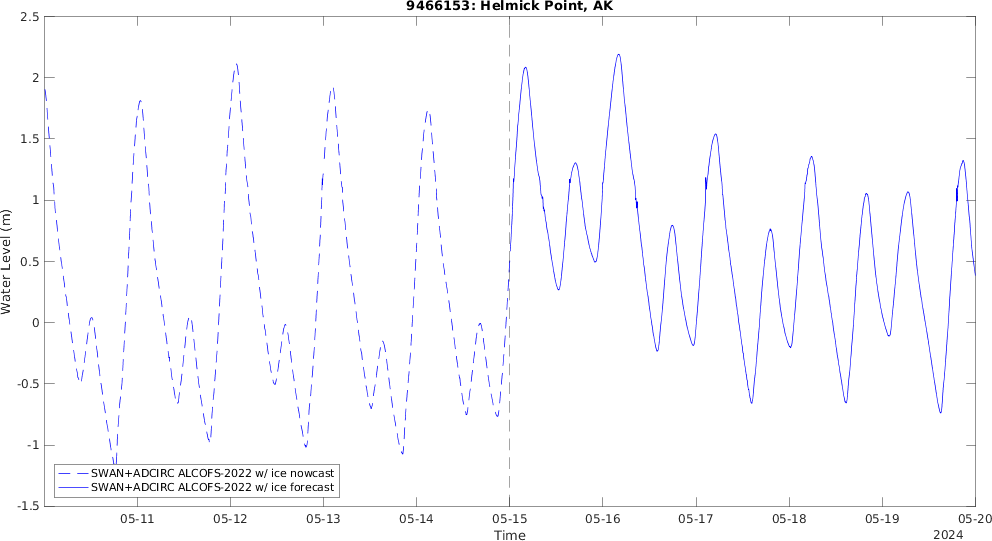 9466153: Helmick Point, AK
2.5
2
1.5
1
0.5
0
-0.5
-1
-1.5
Water Level (m)
SWAN+ADCIRC ALCOFS-2022 w/ ice nowcast
SWAN+ADCIRC ALCOFS-2022 w/ ice forecast
05-11 05-12 05-13 05-14 05-15 05-16 05-17 05-18 05-19 05-20
Time
2024